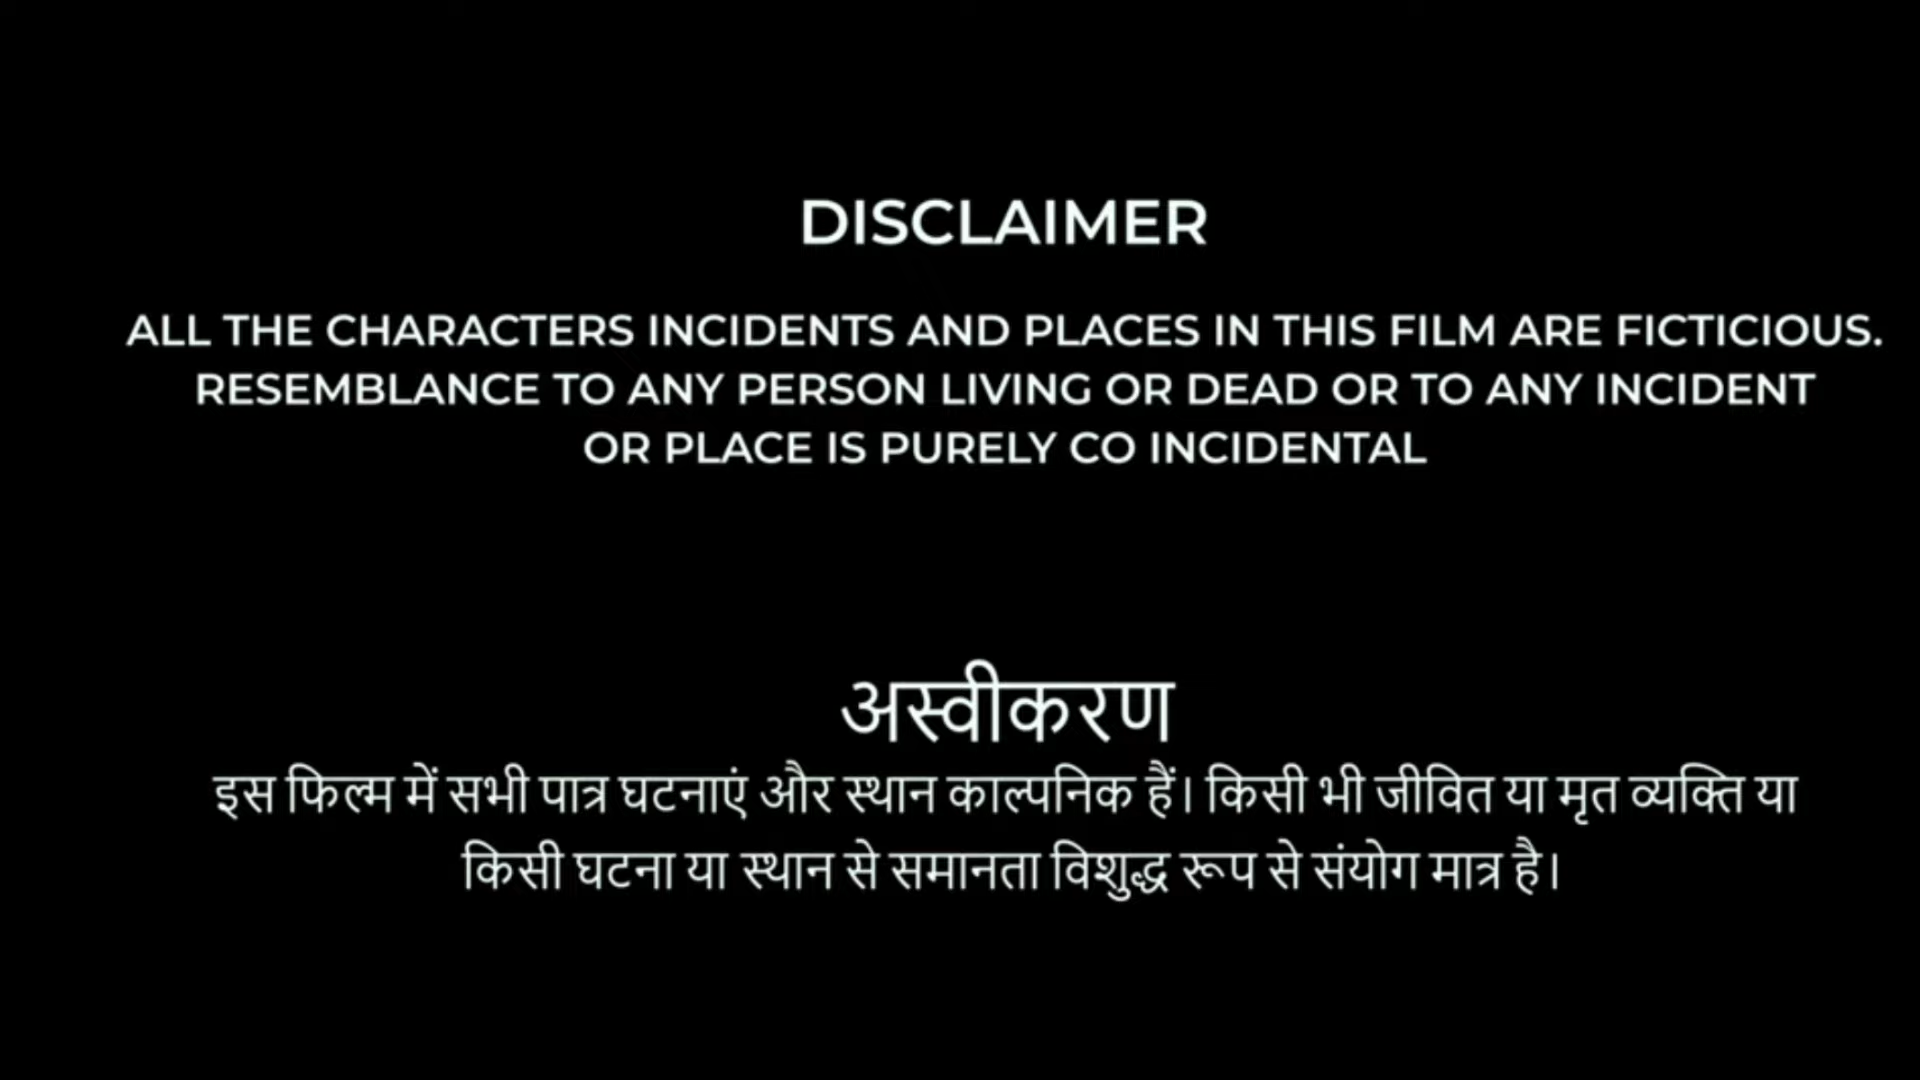 DISCLAIMER
ALL THE CHARACTERS INCIDENTS AND PLACES IN THIS FILM ARE FICTICIOUS.
RESEMBLANCE TO ANY PERSON LIVING OR DEAD OR TO ANY INCIDENT
OR PLACE IS PURELY CO INCIDENTAL
अस्वीकरण
इस फिल्म में सभी पात्र घटनाएं और स्थान काल्पनिक हैं। किसी भी जीवित या मृत व्यक्ति या
किसी घटना या स्थान से समानता विशुद्ध रूप से संयोग मात्र है।